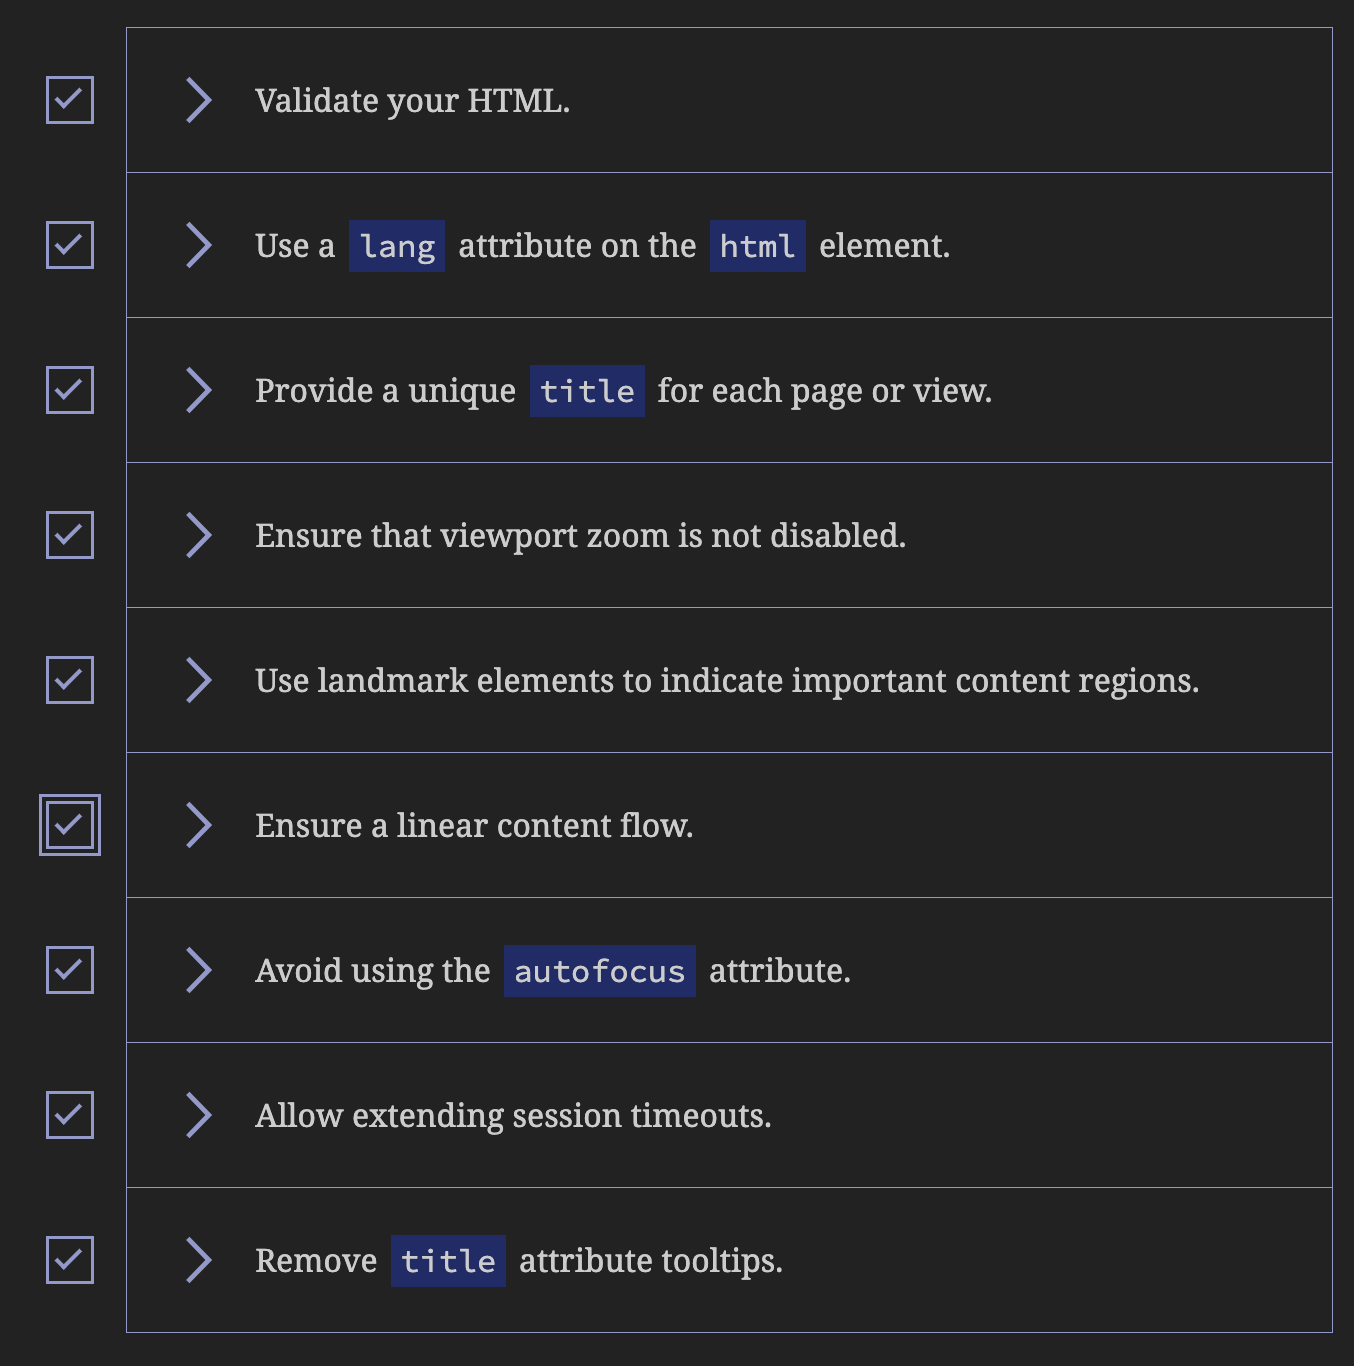 Validate your HTML.
Use a lang attribute on the html element.
Provide a unique title for each page or view.
Ensure that viewport zoom is not disabled.
Use landmark elements to indicate important content regions.
Ensure a linear content flow.
Avoid using the autofocus attribute.
Allow extending session timeouts.
Remove title attribute tooltips.